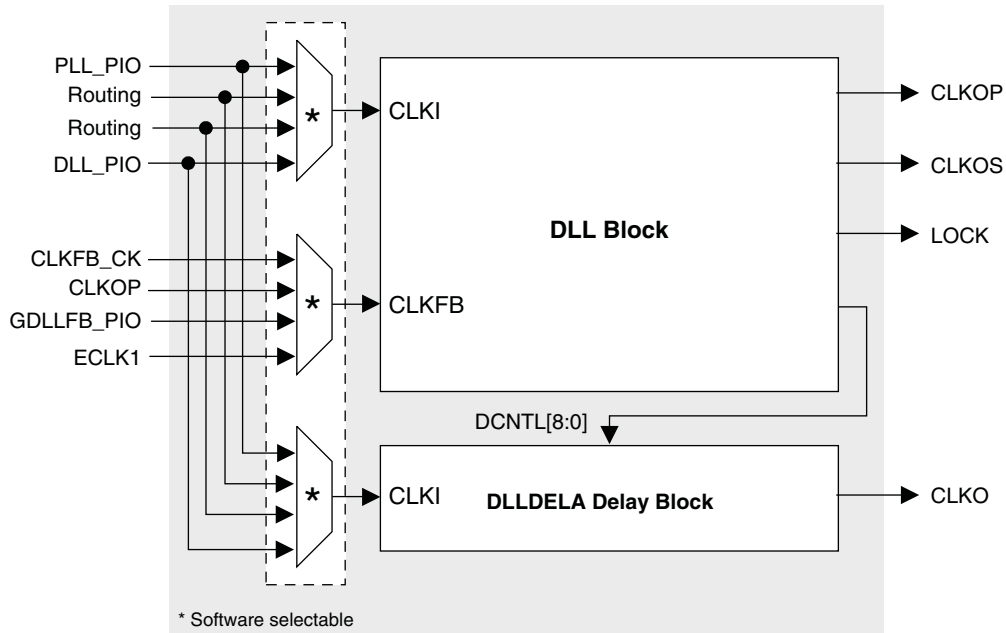 PLL_PIO
Routing
Routing
DLL_PIO
*
CLKI
CLKFB_CK
CLKOP
GDLLFB_PIO
ECLK1
*
CLKFB
DLL Block
CLKOP
CLKOS
LOCK
DCNTL[8:0]
*
CLKI
DLLDELA Delay Block
CLKO
* Software selectable